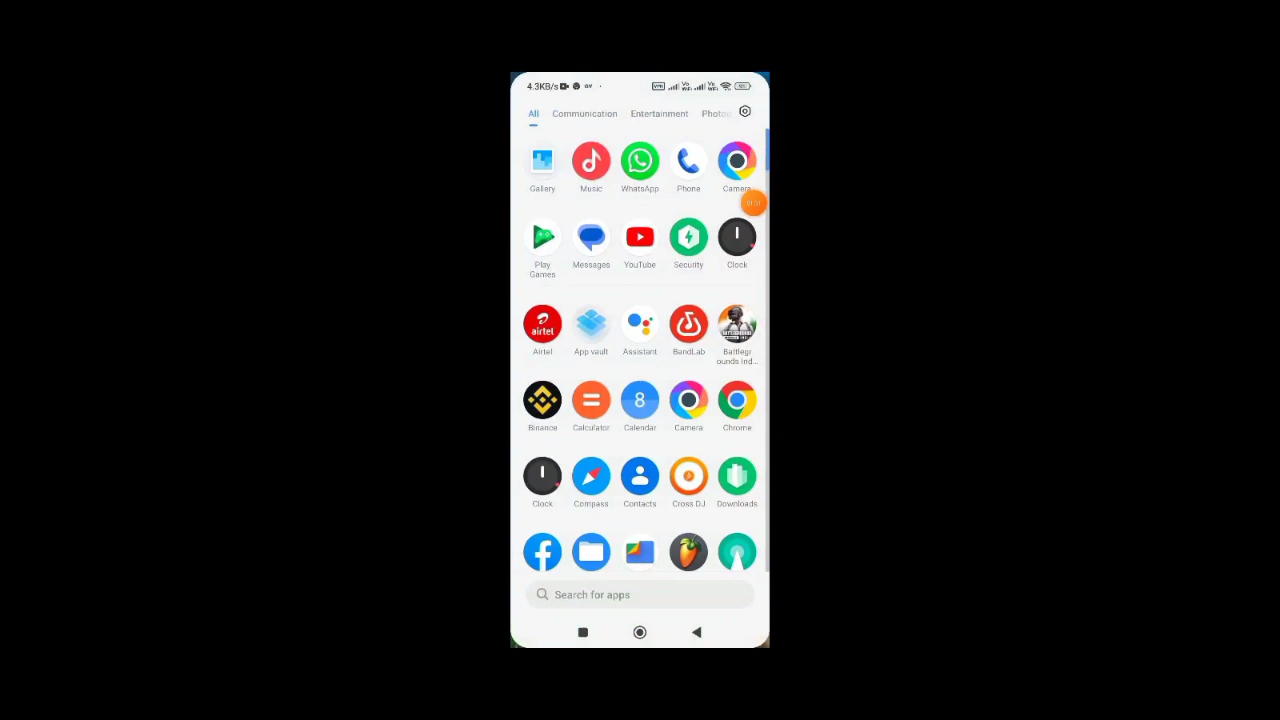 4.3KB/s
All Communication Entertainment Photo
Gallery Music WhatsApp Phone Camera
Play Messages YouTube Security Clock
Games
airtel
Airtel App vault Assistant BandLab Battlegr
ounds Ind...
8
Binance Calculator Calendar Camera Chrome
Clock Compass Contacts Cross DJ Downloads
Search for apps